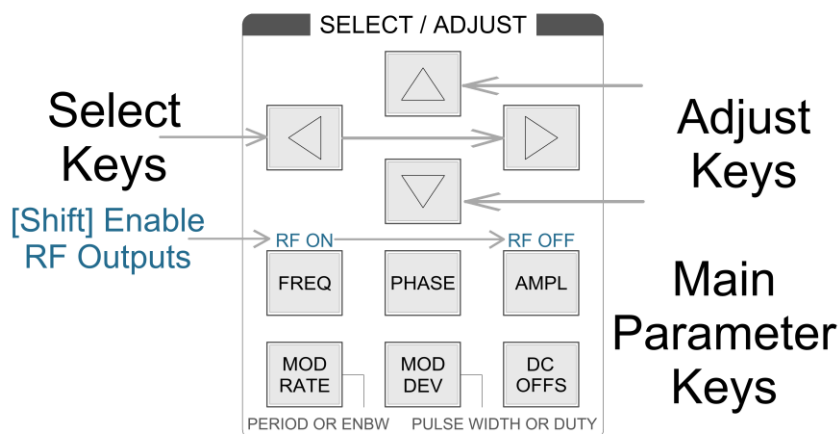 SELECT / ADJUST
Select
Keys
Adjust
Keys
[Shift] Enable
RF Outputs
RF ON
RF OFF
FREQ
PHASE
AMPL
Main
Parameter
Keys
MOD
RATE
MOD
DEV
DC
OFFS
PERIOD OR ENBW
PULSE WIDTH OR DUTY